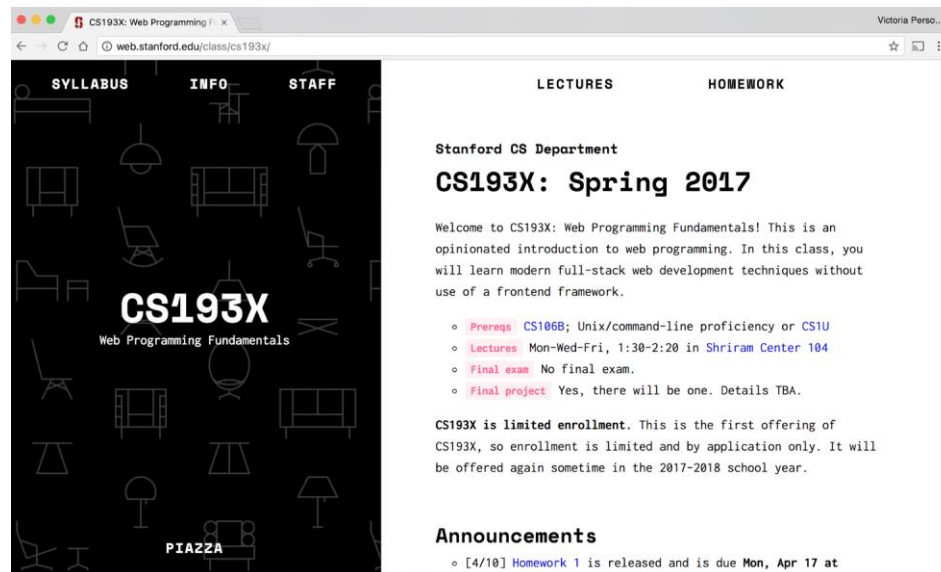 CS193X: Web Programming F
Victoria Perso...
web.stanford.edu/class/cs193x/
SYLLABUS INFO STAFF
CS193X
Web Programming Fundamentals
PIAZZA
LECTURES HOMEWORK
Stanford CS Department
CS193X: Spring 2017
Welcome to CS193X: Web Programming Fundamentals! This is an
opinionated introduction to web programming. In this class, you
will learn modern full-stack web development techniques without
use of a frontend framework.
Prereqs CS106B; Unix/command-line proficiency or CS1U
Lectures Mon-Wed-Fri, 1:30-2:20 in Shriram Center 104
Final exam No final exam.
Final project Yes, there will be one. Details TBA.
CS193X is limited enrollment. This is the first offering of
CS193X, so enrollment is limited and by application only. It will
be offered again sometime in the 2017-2018 school year.
Announcements
[4/10] Homework 1 is released and is due Mon, Apr 17 at